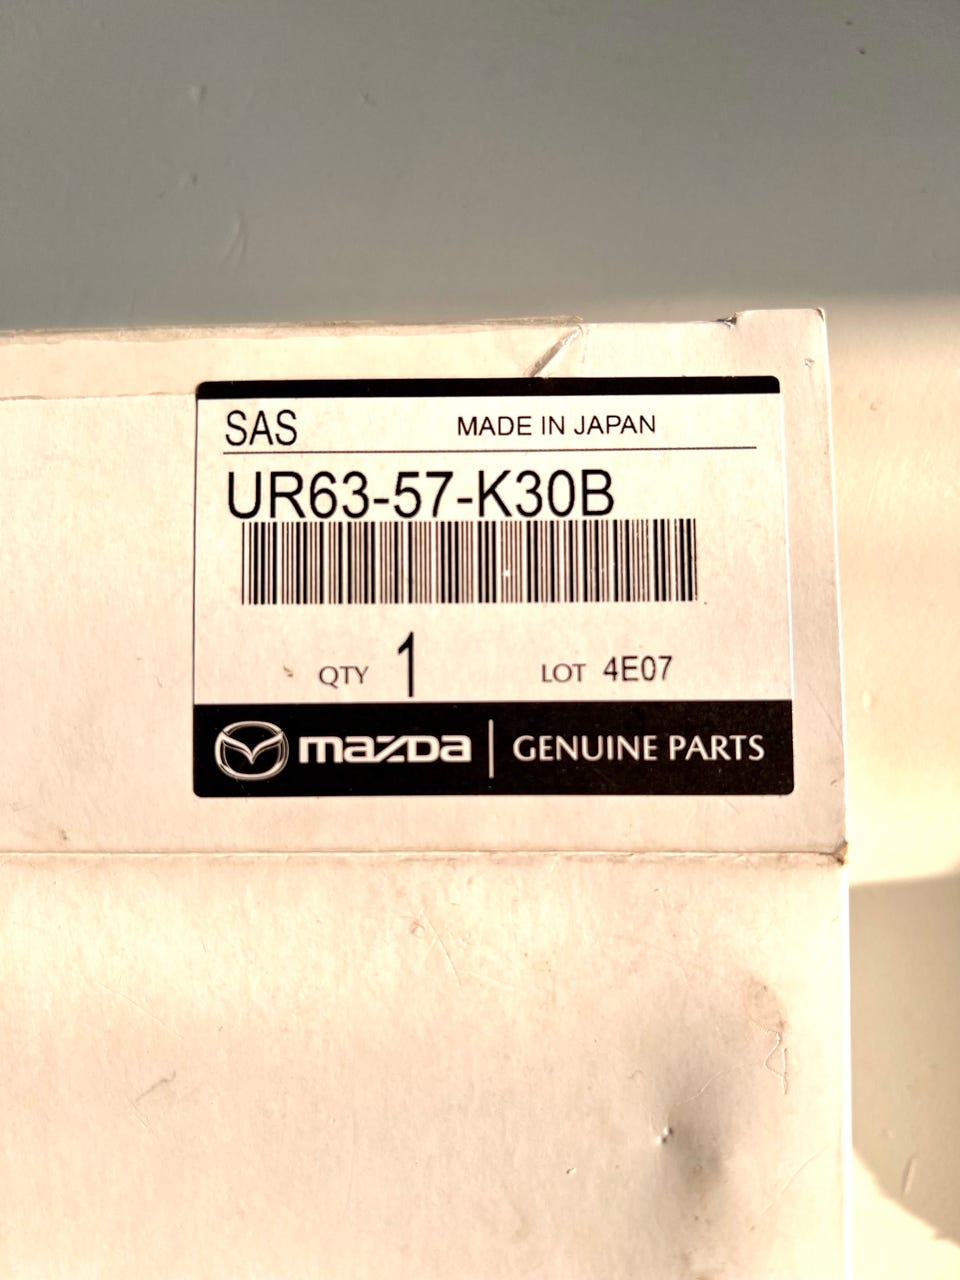 SAS MADE IN JAPAN
UR63-57-K30B
QTY 1 LOT 4E07
mazda GENUINE PARTS